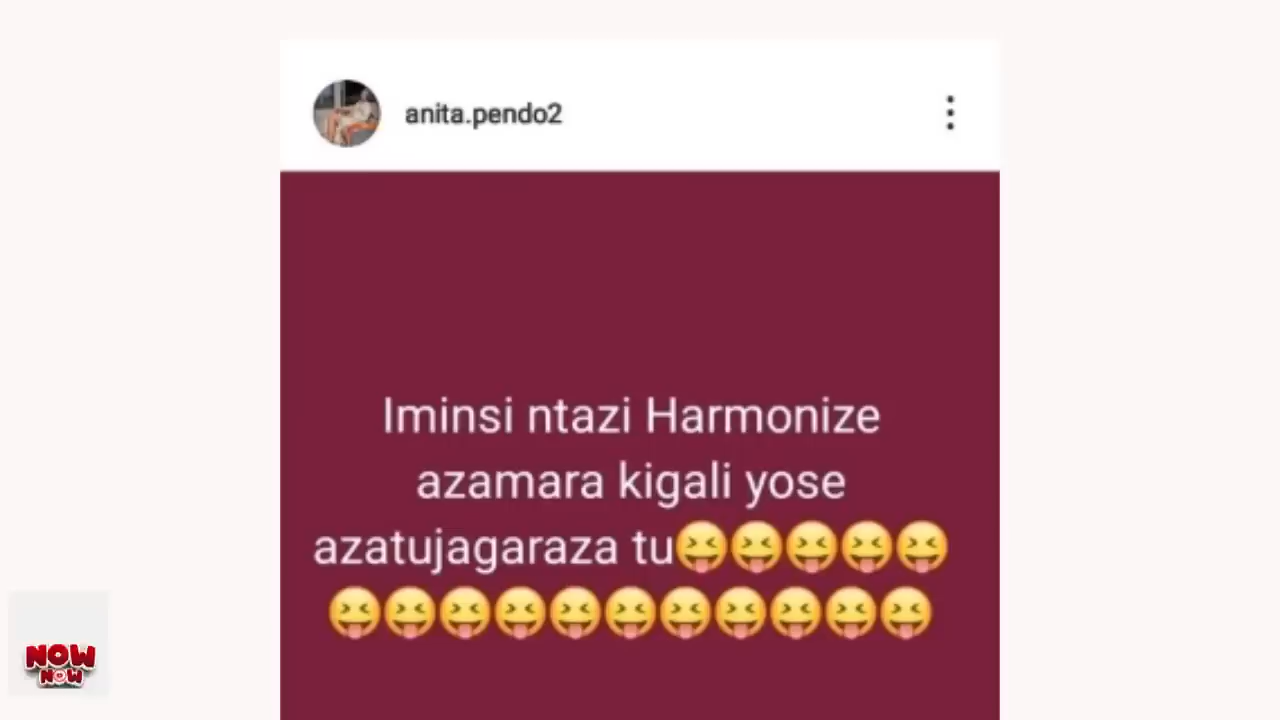 anita.pendo2
Iminsi ntazi Harmonize
azamara kigali yose
azatujagaraza tu😝😝😝😝😝
😝😝😝😝😝😝😝😝😝😝😝
NOW
NOW